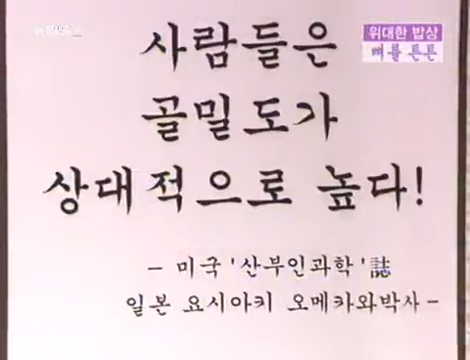 위대한 밥상
뼈를 튼튼
사람들은
골밀도가
상대적으로 높다!
- 미국 '산부인과학' 誌
일본 요시아키 오메카와박사 -